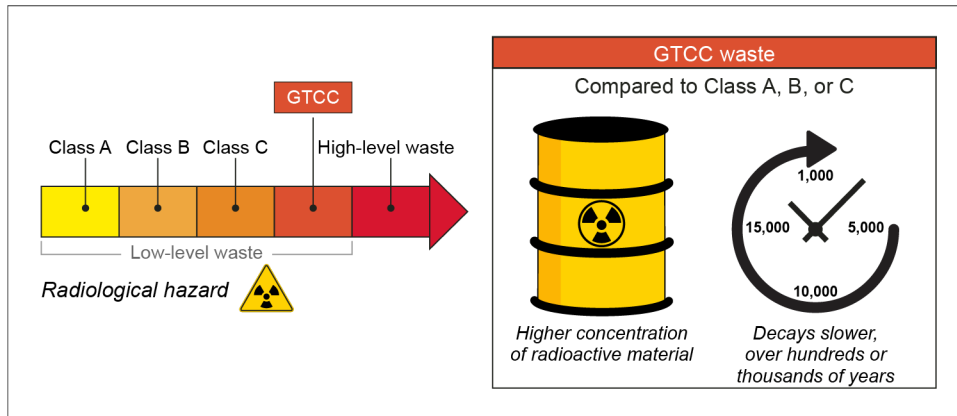 GTCC
Class A
Class B
Class C
High-level waste
Low-level waste
Radiological hazard
GTCC waste
Compared to Class A, B, or C
1,000
15,000
5,000
10,000
Higher concentration
of radioactive material
Decays slower,
over hundreds or
thousands of years